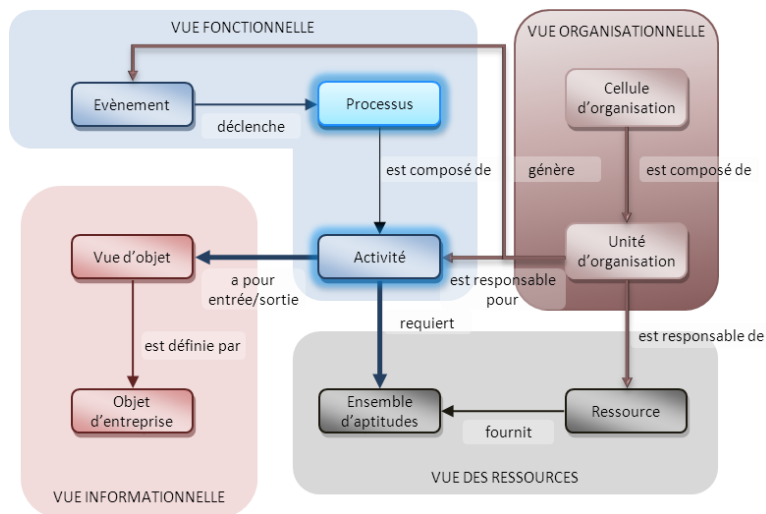 VUE FONCTIONNELLE
VUE ORGANISATIONNELLE
Evènement
déclenche
Processus
Cellule
d'organisation
est composé de
génère
est composé de
Vue d'objet
a pour
entrée/sortie
Activité
est responsable
pour
Unité
d'organisation
requiert
est responsable de
est définie par
Objet
d'entreprise
Ensemble
d'aptitudes
fournit
Ressource
VUE DES RESSOURCES
VUE INFORMATIONNELLE